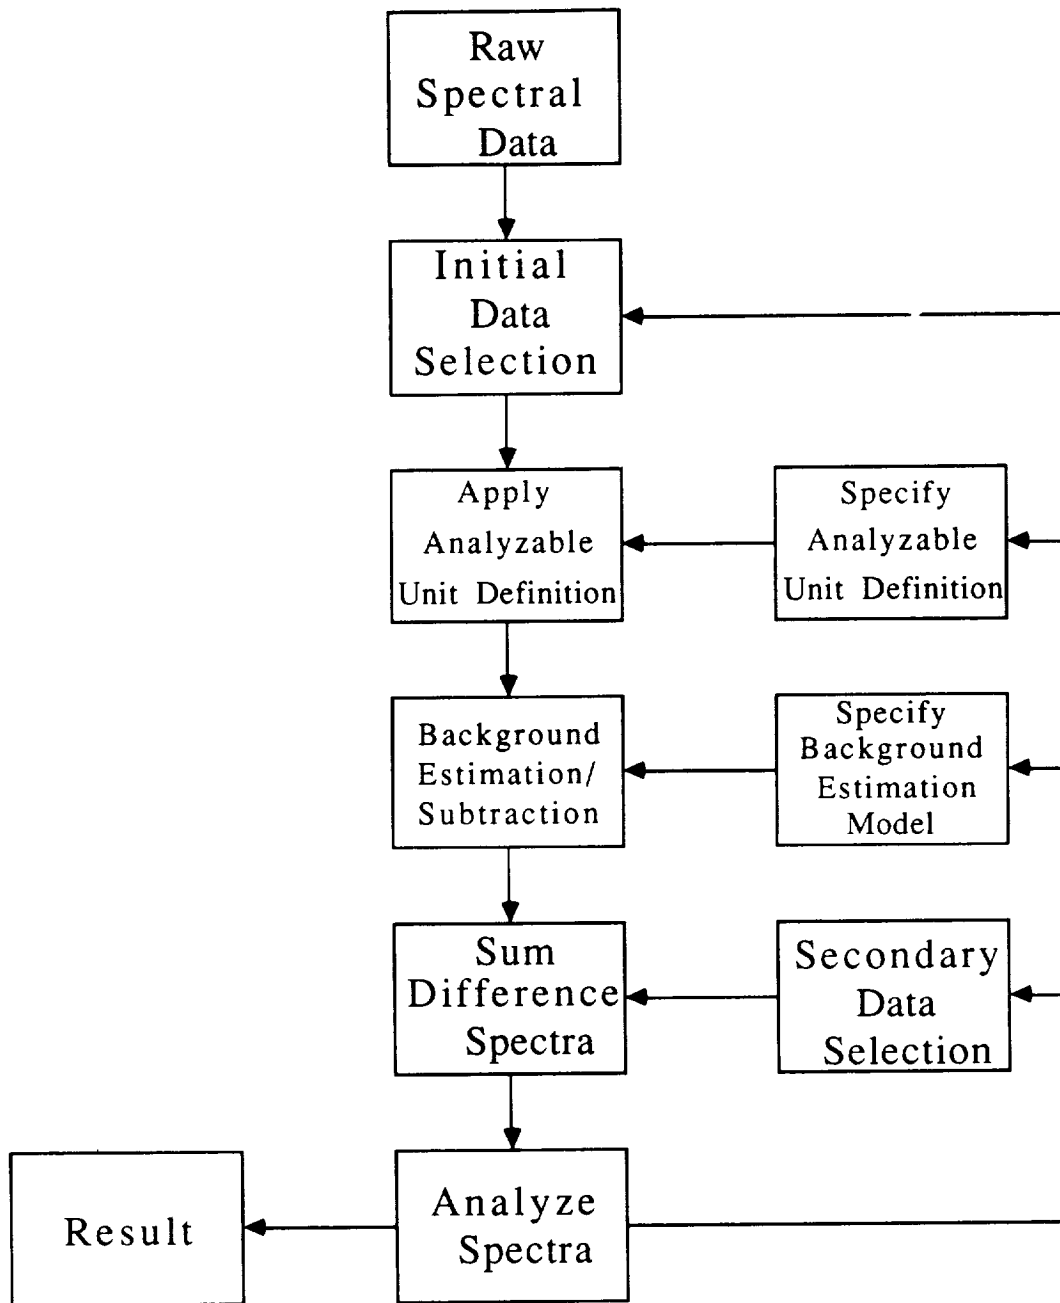 Raw
Spectral
Data
Initial
Data
Selection
Apply
Analyzable
Unit Definition
Specify
Analyzable
Unit Definition
Background
Estimation/
Subtraction
Specify
Background
Estimation
Model
Sum
Difference
Spectra
Secondary
Data
Selection
Result
Analyze
Spectra